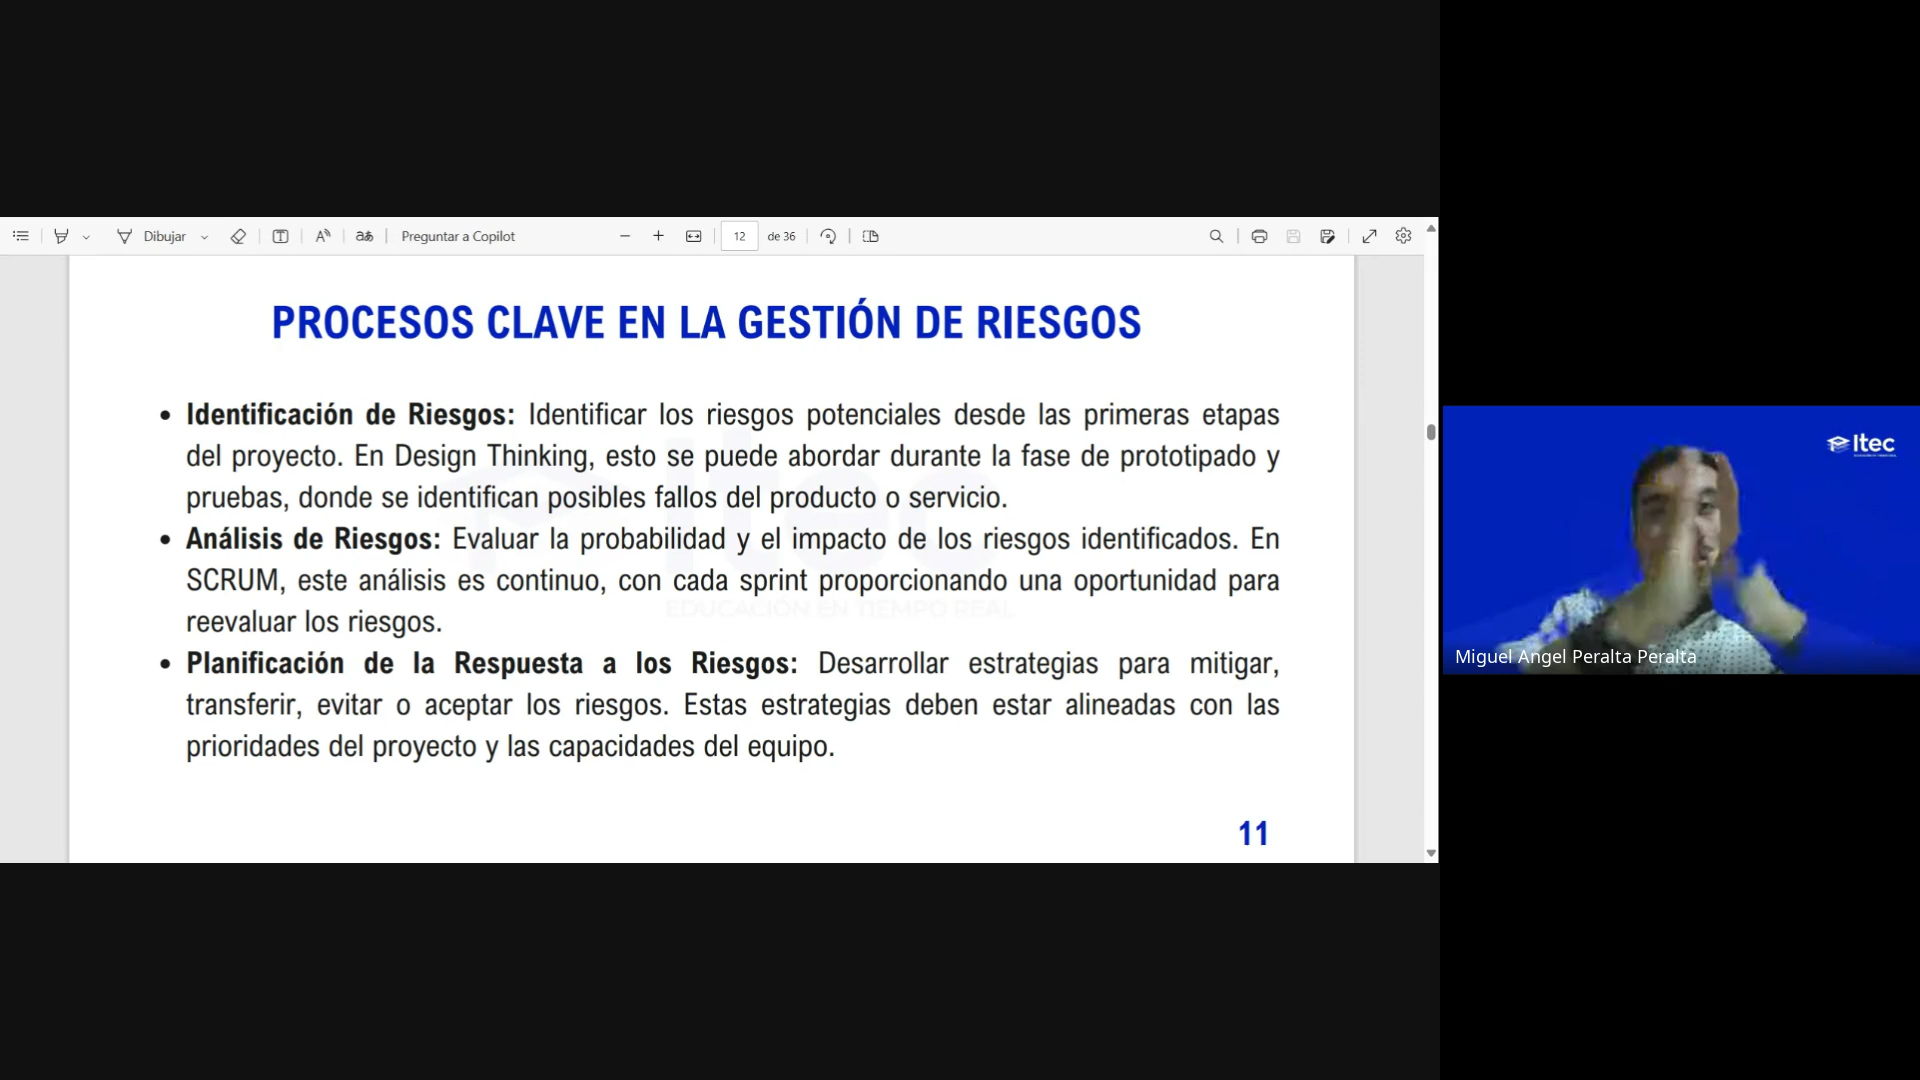 Dibujar
Preguntar a Copilot
12 de 36
PROCESOS CLAVE EN LA GESTIÓN DE RIESGOS
• Identificación de Riesgos: Identificar los riesgos potenciales desde las primeras etapas
del proyecto. En Design Thinking, esto se puede abordar durante la fase de prototipado y
pruebas, donde se identifican posibles fallos del producto o servicio.
• Análisis de Riesgos: Evaluar la probabilidad y el impacto de los riesgos identificados. En
SCRUM, este análisis es continuo, con cada sprint proporcionando una oportunidad para
reevaluar los riesgos.
• Planificación de la Respuesta a los Riesgos: Desarrollar estrategias para mitigar,
transferir, evitar o aceptar los riesgos. Estas estrategias deben estar alineadas con las
prioridades del proyecto y las capacidades del equipo.
11
Itec
EDUCACIÓN EN TIEMPO REAL
Itec
Miguel Angel Peralta Peralta